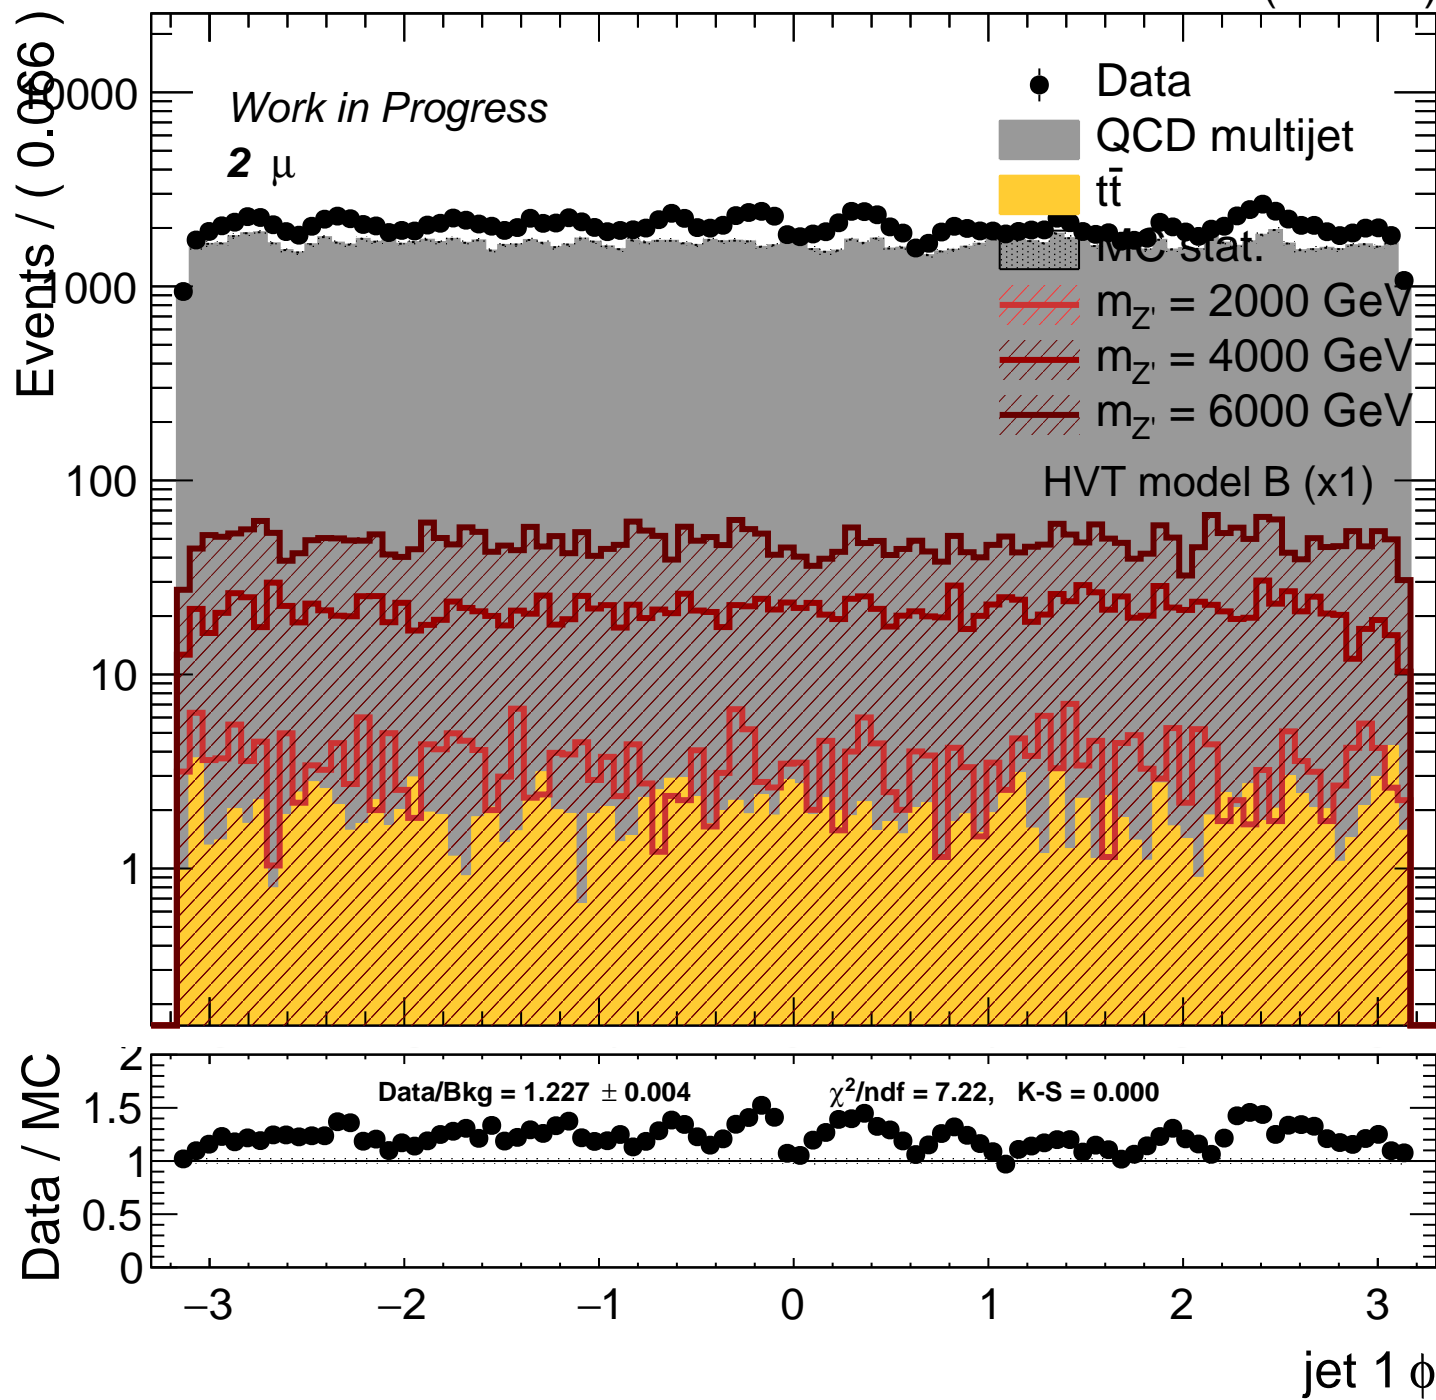 Events / ( 0.066 )
10000
1000
100
10
1
Work in Progress
2 μ
Data
QCD multijet
tt̄
MC stat.
m_Z' = 2000 GeV
m_Z' = 4000 GeV
m_Z' = 6000 GeV
HVT model B (x1)
Data / MC
2
1.5
1
0.5
0
Data/Bkg = 1.227 ± 0.004
χ²/ndf = 7.22, K-S = 0.000
−3 −2 −1 0 1 2 3
jet 1 ϕ